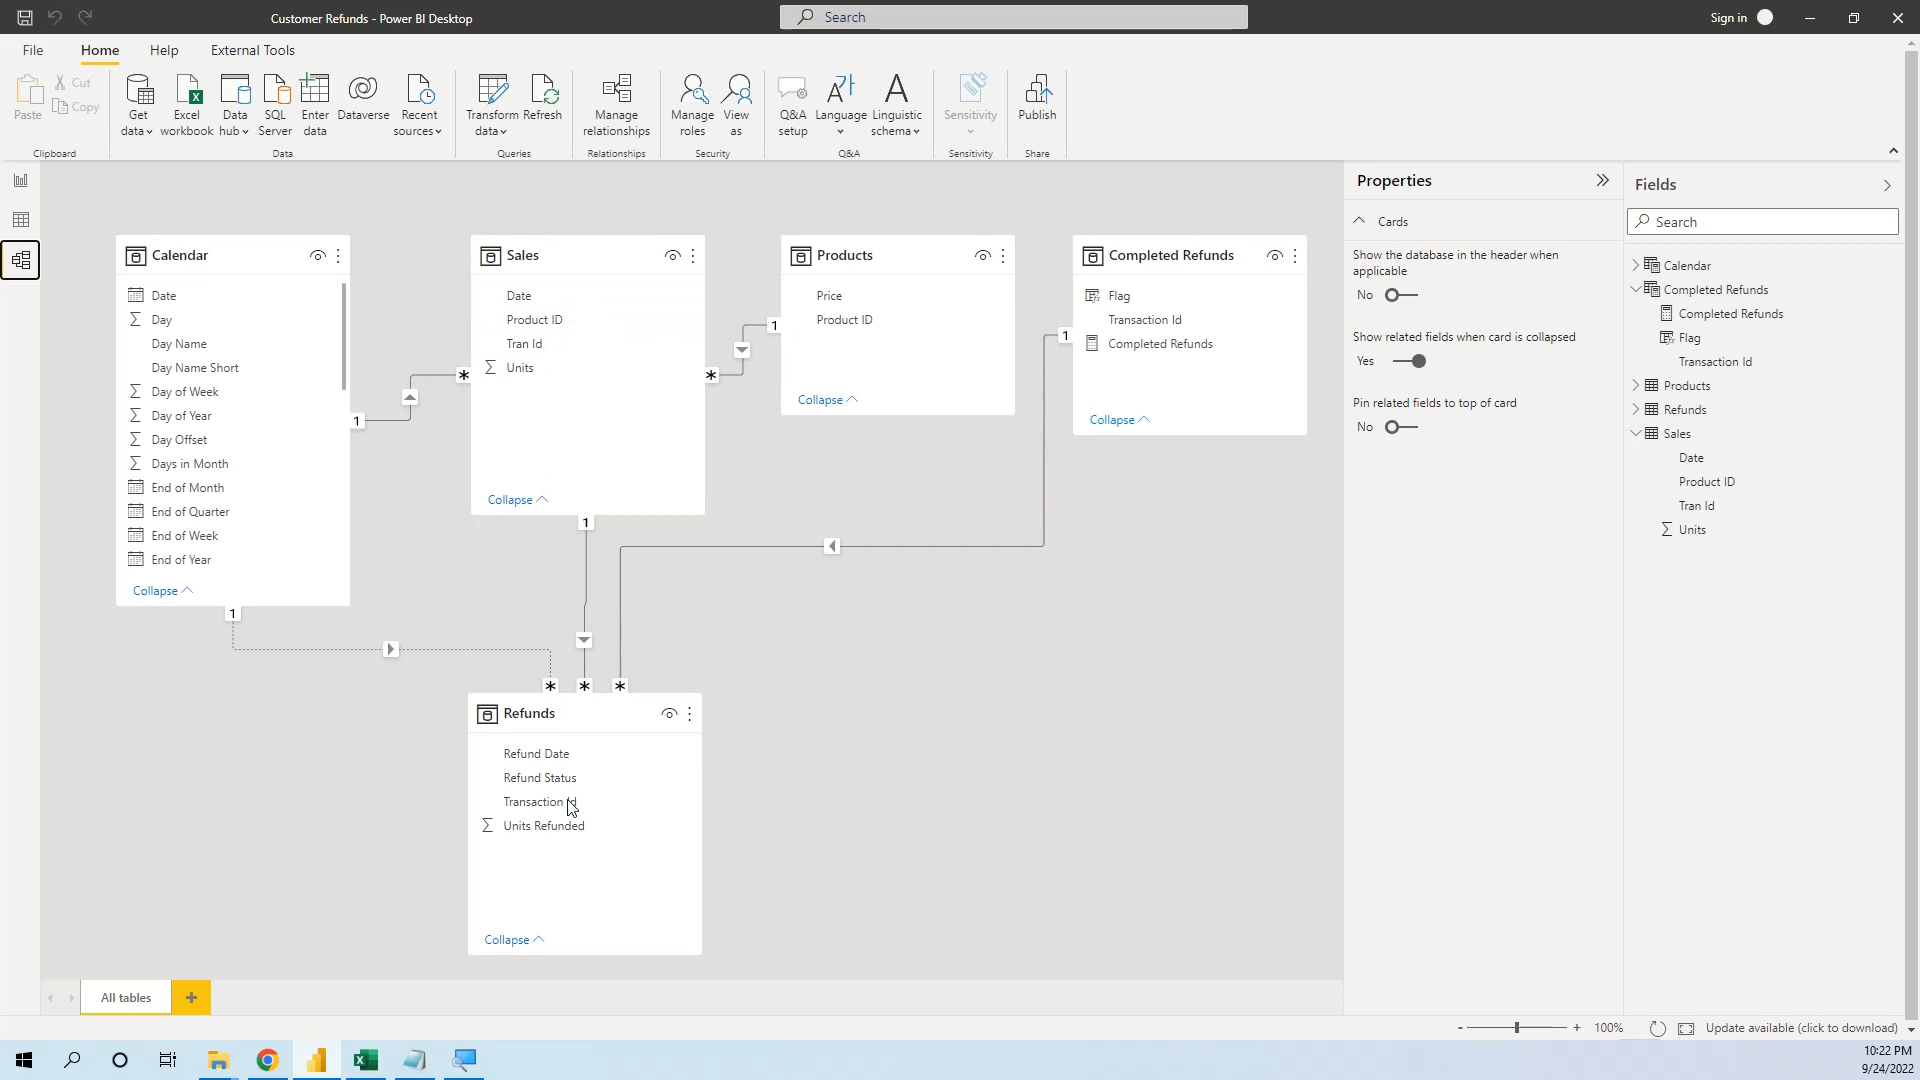 Customer Refunds - Power BI Desktop
Search
Sign in
File
Home
Help
External Tools
Paste
Cut
Copy
Get data
Excel workbook
Data hub
SQL Server
Enter data
Dataverse
Recent sources
Transform data
Refresh
Manage relationships
Manage roles
View as
Q&A setup
Language
Linguistic schema
Sensitivity
Publish
Clipboard
Data
Queries
Relationships
Security
Q&A
Sensitivity
Share
Calendar
Date
Day
Day Name
Day Name Short
Day of Week
Day of Year
Day Offset
Days in Month
End of Month
End of Quarter
End of Week
End of Year
Collapse
1
1
Sales
Date
Product ID
Tran Id
Units
Collapse
*
*
1
Products
Price
Product ID
Collapse
1
Completed Refunds
Flag
Transaction Id
Completed Refunds
Collapse
1
*
*
*
Refunds
Refund Date
Refund Status
Transaction Id
Units Refunded
Collapse
Properties
Cards
Show the database in the header when
applicable
No
Show related fields when card is collapsed
Yes
Pin related fields to top of card
No
Fields
Search
Calendar
Completed Refunds
Completed Refunds
Flag
Transaction Id
Products
Refunds
Sales
Date
Product ID
Tran Id
Units
All tables
+
- + 100%
Update available (click to download)
10:22 PM
9/24/2022